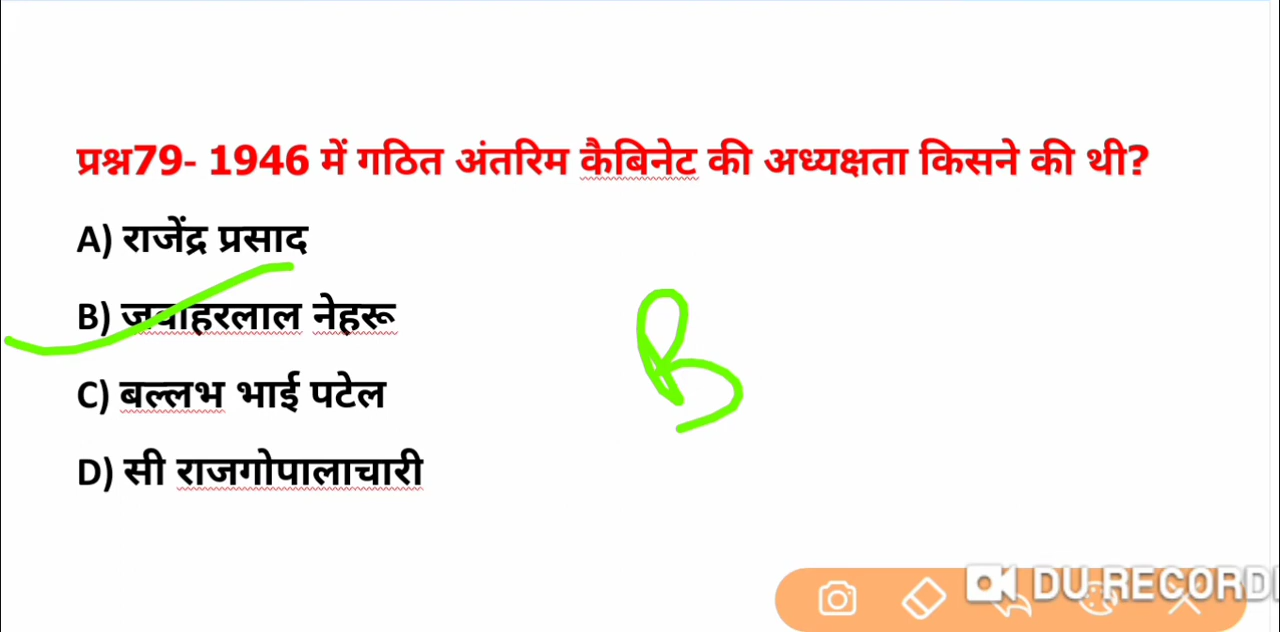 प्रश्न79- 1946 में गठित अंतरिम कैबिनेट की अध्यक्षता किसने की थी?
A) राजेंद्र प्रसाद
B) जवाहरलाल नेहरू
B
C) बल्लभ भाई पटेल
D) सी राजगोपालाचारी
DU RECORD